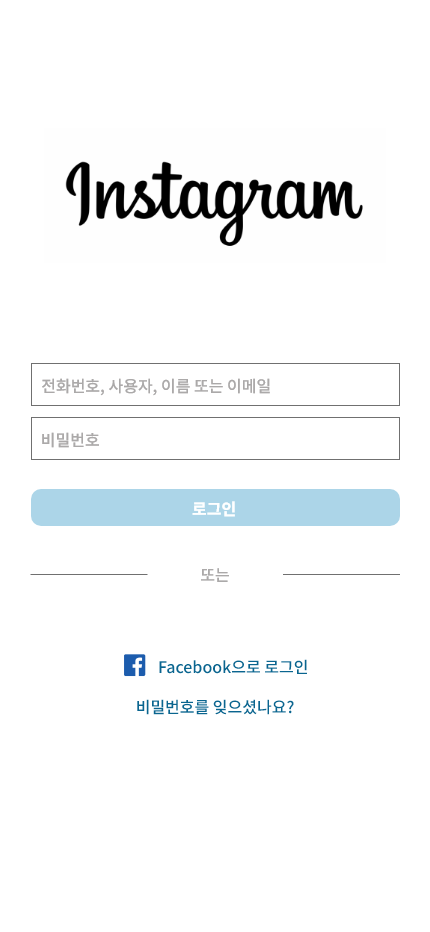 Instagram
전화번호, 사용자, 이름 또는 이메일
비밀번호
로그인
또는
Facebook으로 로그인
비밀번호를 잊으셨나요?